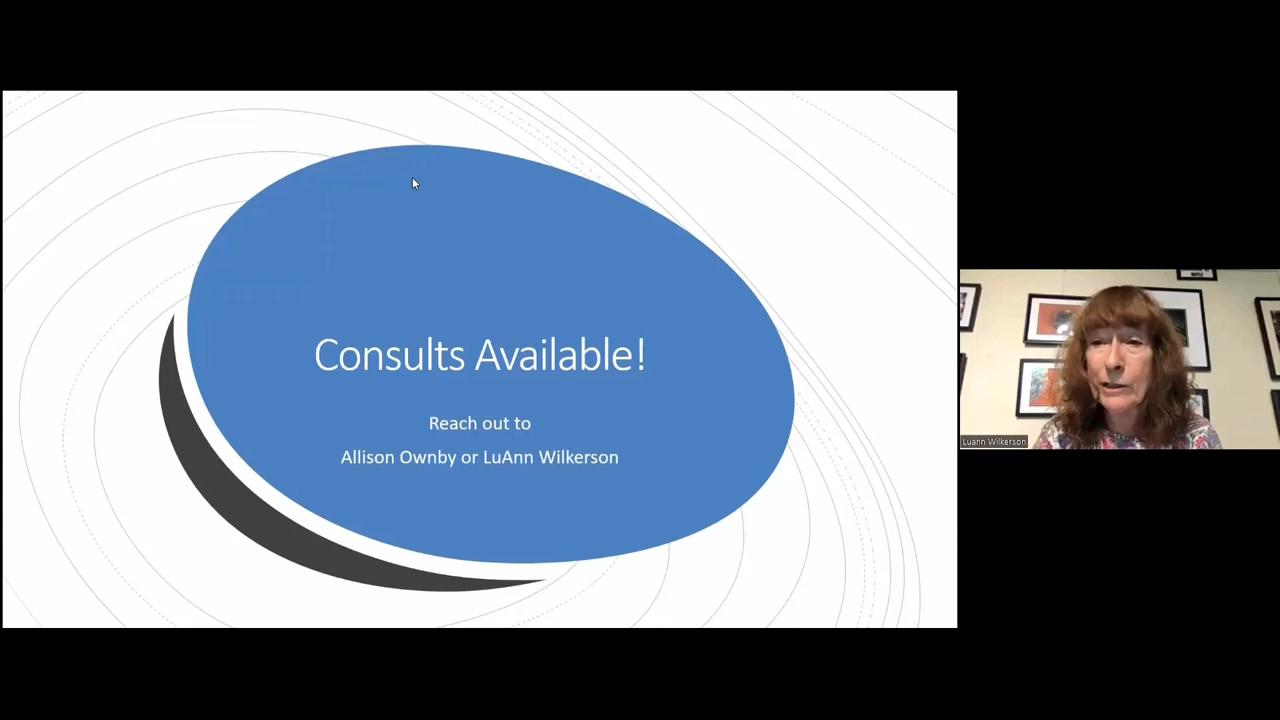 Consults Available!
Reach out to
Allison Ownby or LuAnn Wilkerson
Luann Wilkerson